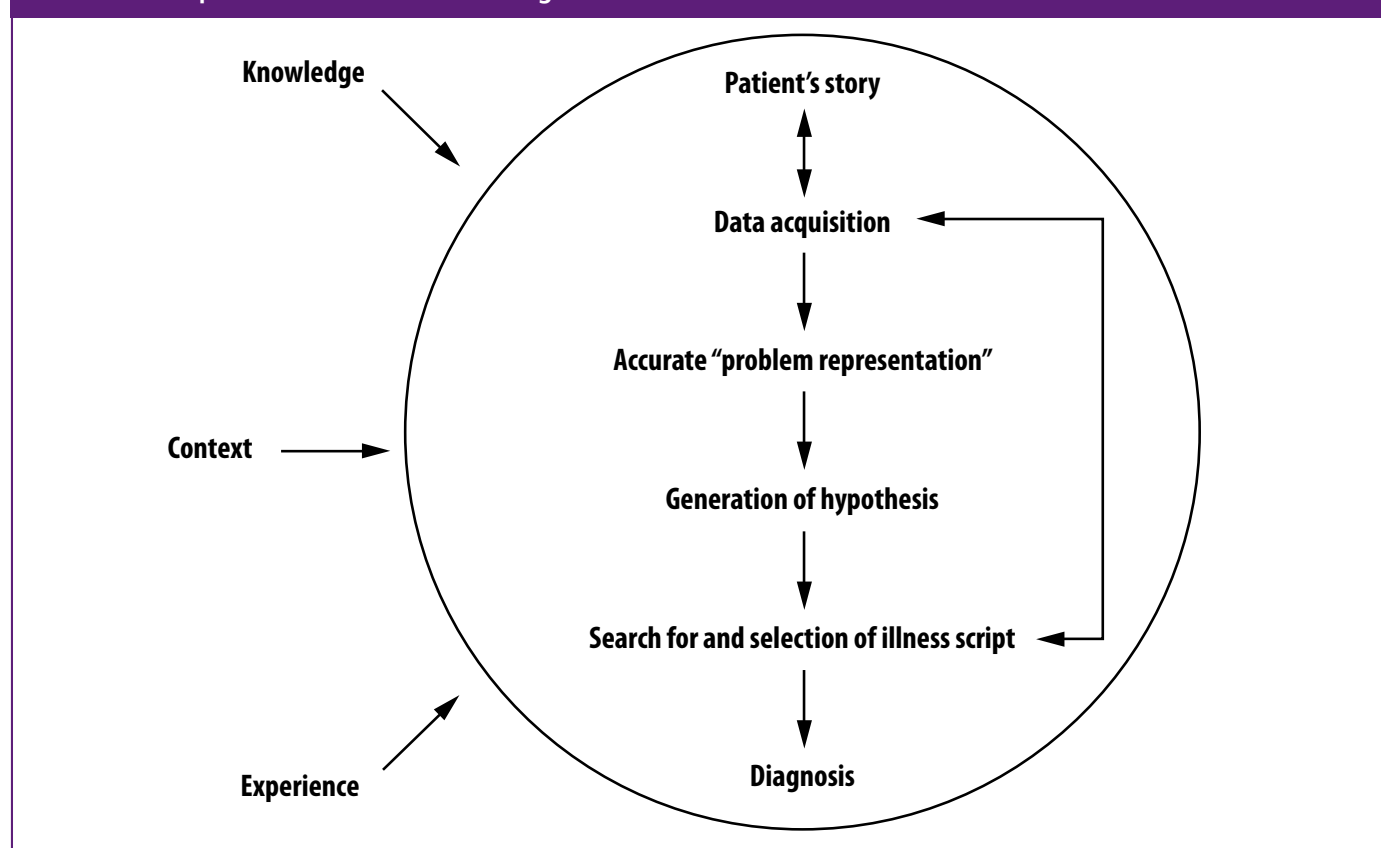 Knowledge
Patient’s story
Data acquisition
Accurate “problem representation”
Context
Generation of hypothesis
Search for and selection of illness script
Experience
Diagnosis